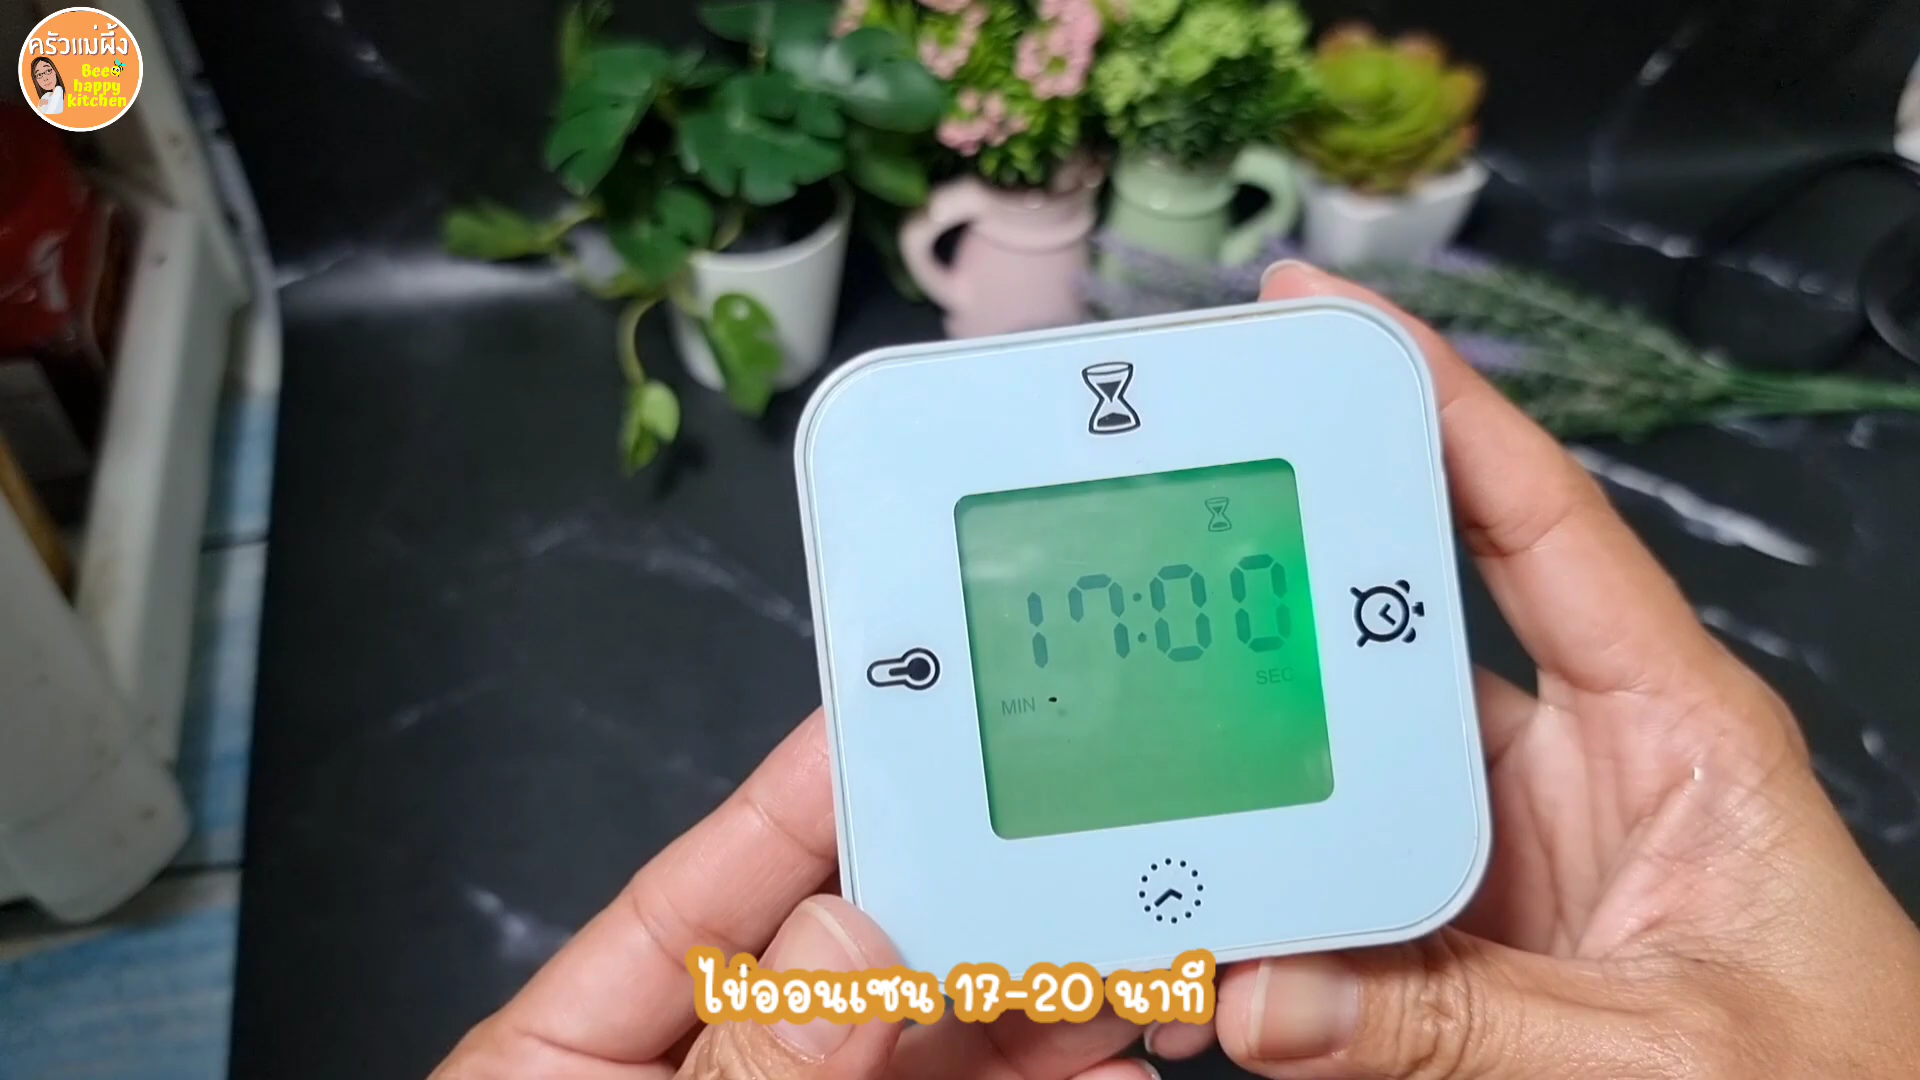 ครัวแม่ผึ้ง
Bee
happy
kitchen
17:00
MIN
SEC
ไข่ออนเซน 17-20 นาที